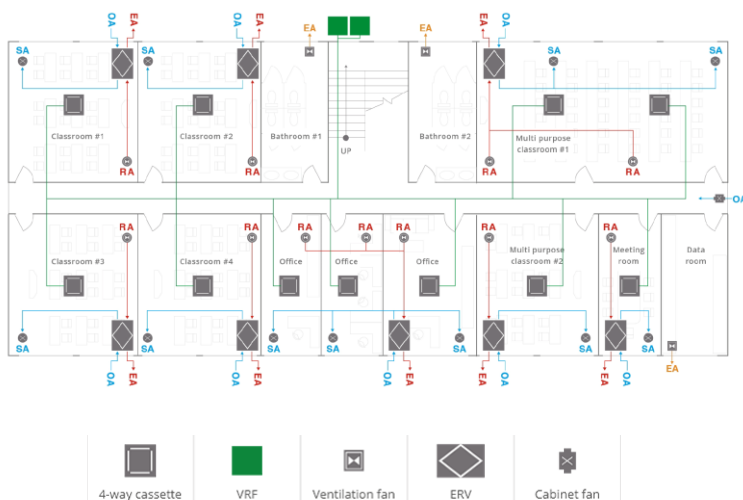 OA EA OA EA EA EA EA OA
SA SA SA SA
Classroom #1 Classroom #2 Bathroom #1 UP Bathroom #2 Multi purpose
classroom #1
RA RA RA RA
OA
RA RA RA RA RA RA RA
Classroom #3 Classroom #4 Office Office Office Multi purpose
classroom #2 Meeting
room Data
room
SA SA SA SA SA SA SA
EA
OA EA OA EA OA EA EA OA EA OA
4-way cassette VRF Ventilation fan ERV Cabinet fan